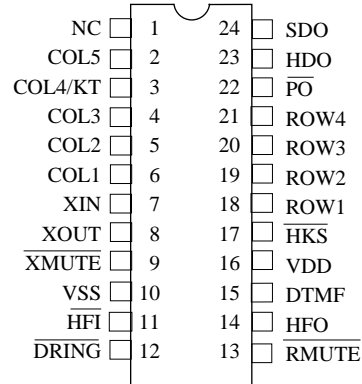 NC 1 24 SDO
COL5 2 23 HDO
COL4/KT 3 22 PO
COL3 4 21 ROW4
COL2 5 20 ROW3
COL1 6 19 ROW2
XIN 7 18 ROW1
XOUT 8 17 HKS
XMUTE 9 16 VDD
VSS 10 15 DTMF
HFI 11 14 HFO
DRING 12 13 RMUTE